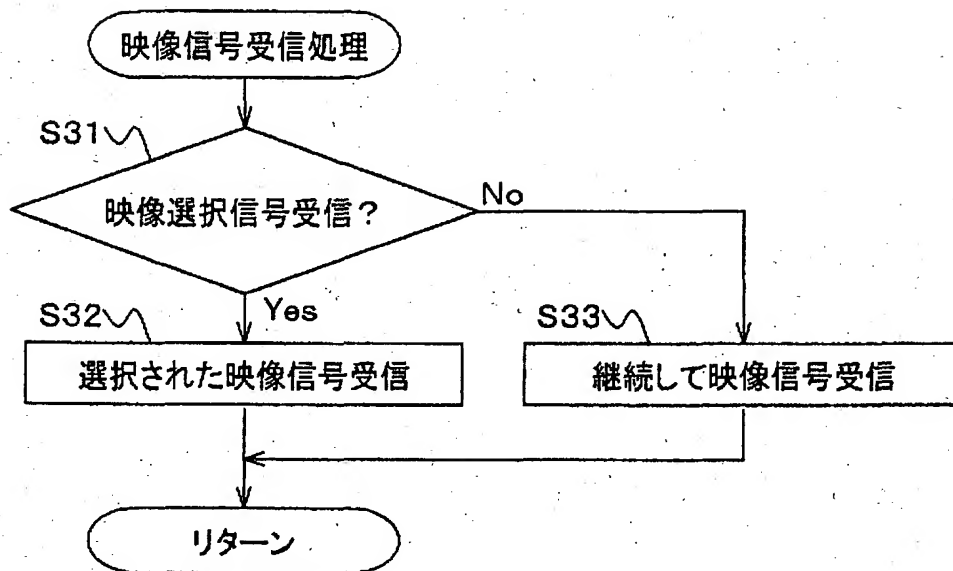 映像信号受信処理
S31
映像選択信号受信?
No
Yes
S32
選択された映像信号受信
S33
継続して映像信号受信
リターン